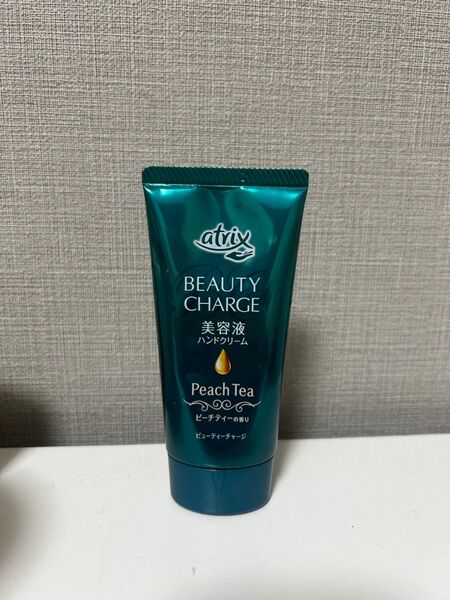 atrix
BEAUTY
CHARGE
美容液
ハンドクリーム
Peach Tea
ピーチティーの香り
ビューティーチャージ